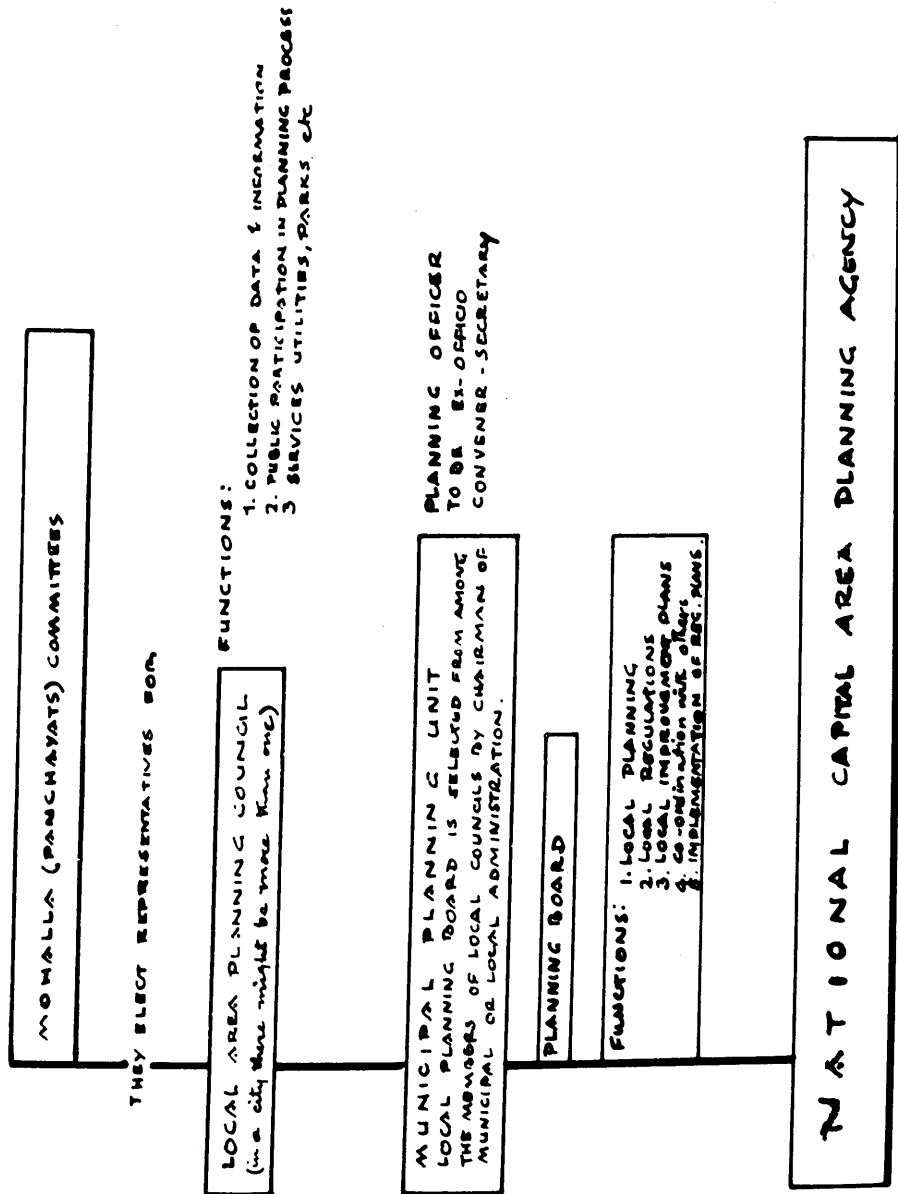 MOHALLA (PANCHAYATS) COMMITTEES
THEY ELECT REPRESENTATIVES FOR,
LOCAL AREA PLANNING COUNCIL
(in a city there might be more than one)
FUNCTIONS:
1. COLLECTION OF DATA & INFORMATION
2. PUBLIC PARTICIPATION IN PLANNING PROCESS
3 SERVICES UTILITIES, PARKS, etc
MUNICIPAL PLANNING UNIT
LOCAL PLANNING BOARD IS SELECTED FROM AMONG
THE MEMBERS OF LOCAL COUNCILS BY CHAIRMAN OF
MUNICIPAL OR LOCAL ADMINISTRATION.
PLANNING OFFICER
TO BE EX-OFFICIO
CONVENER - SECRETARY
PLANNING BOARD
FUNCTIONS: 1. LOCAL PLANNING
2. LOCAL REGULATIONS
3. LOCAL IMPROVEMENT PLANS
4. CO-ordination with others
5. IMPLEMENTATION OF REG. PLANS.
NATIONAL CAPITAL AREA PLANNING AGENCY